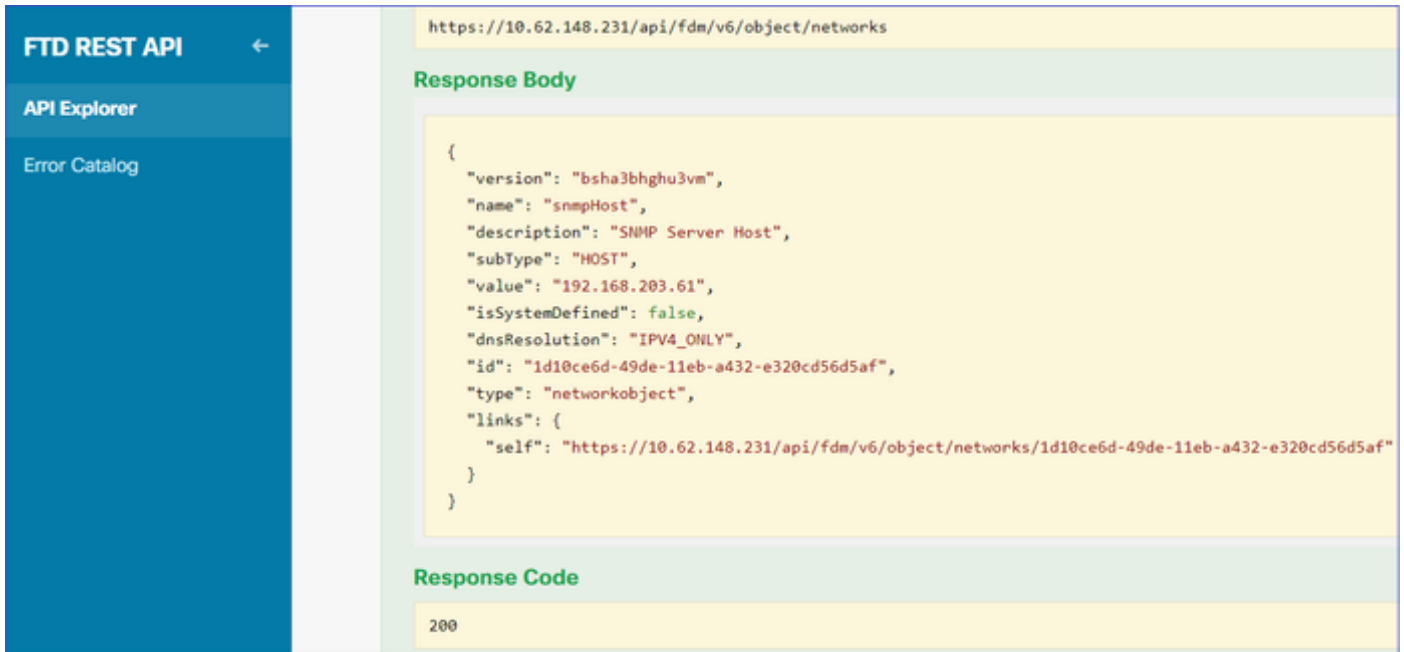 FTD REST API ←
API Explorer
Error Catalog
https://10.62.148.231/api/fdm/v6/object/networks
Response Body
{
  "version": "bsha3bhghu3vm",
  "name": "snmpHost",
  "description": "SNMP Server Host",
  "subType": "HOST",
  "value": "192.168.203.61",
  "isSystemDefined": false,
  "dnsResolution": "IPV4_ONLY",
  "id": "1d10ce6d-49de-11eb-a432-e320cd56d5af",
  "type": "networkobject",
  "links": {
    "self": "https://10.62.148.231/api/fdm/v6/object/networks/1d10ce6d-49de-11eb-a432-e320cd56d5af"
  }
}
Response Code
200